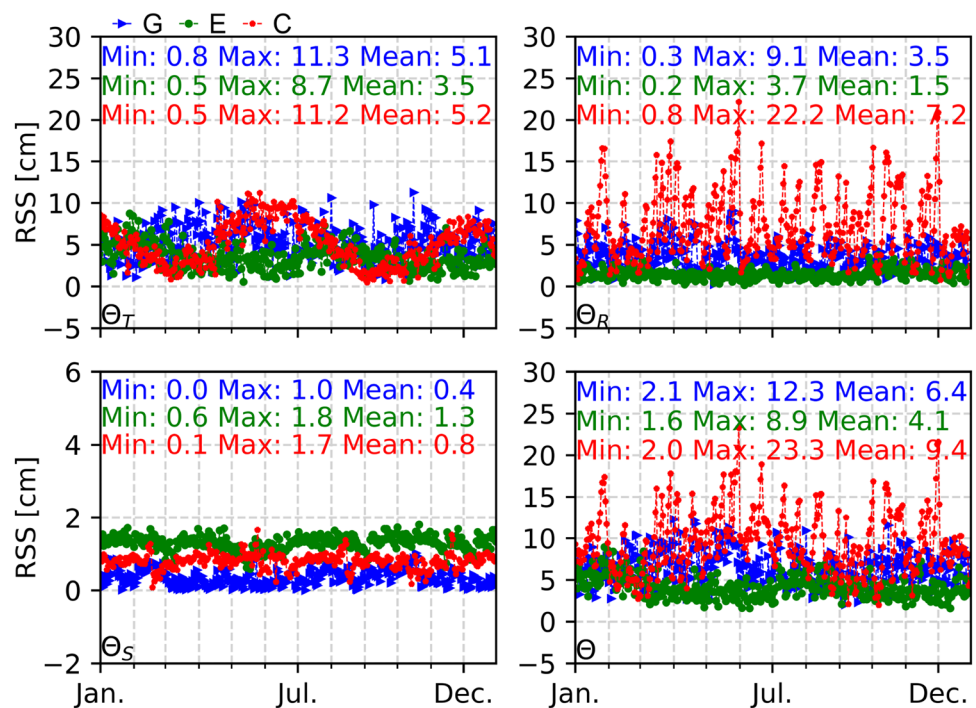 G E C
30
25
20
15
10
5
0
−5
RSS [cm]
Min: 0.8 Max: 11.3 Mean: 5.1
Min: 0.5 Max: 8.7 Mean: 3.5
Min: 0.5 Max: 11.2 Mean: 5.2
Θ_T
30
25
20
15
10
5
0
−5
Min: 0.3 Max: 9.1 Mean: 3.5
Min: 0.2 Max: 3.7 Mean: 1.5
Min: 0.8 Max: 22.2 Mean: 7.2
Θ_R
6
4
2
0
−2
RSS [cm]
Min: 0.0 Max: 1.0 Mean: 0.4
Min: 0.6 Max: 1.8 Mean: 1.3
Min: 0.1 Max: 1.7 Mean: 0.8
Θ_S
Jan. Jul. Dec.
30
25
20
15
10
5
0
−5
Min: 2.1 Max: 12.3 Mean: 6.4
Min: 1.6 Max: 8.9 Mean: 4.1
Min: 2.0 Max: 23.3 Mean: 9.4
Θ
Jan. Jul. Dec.